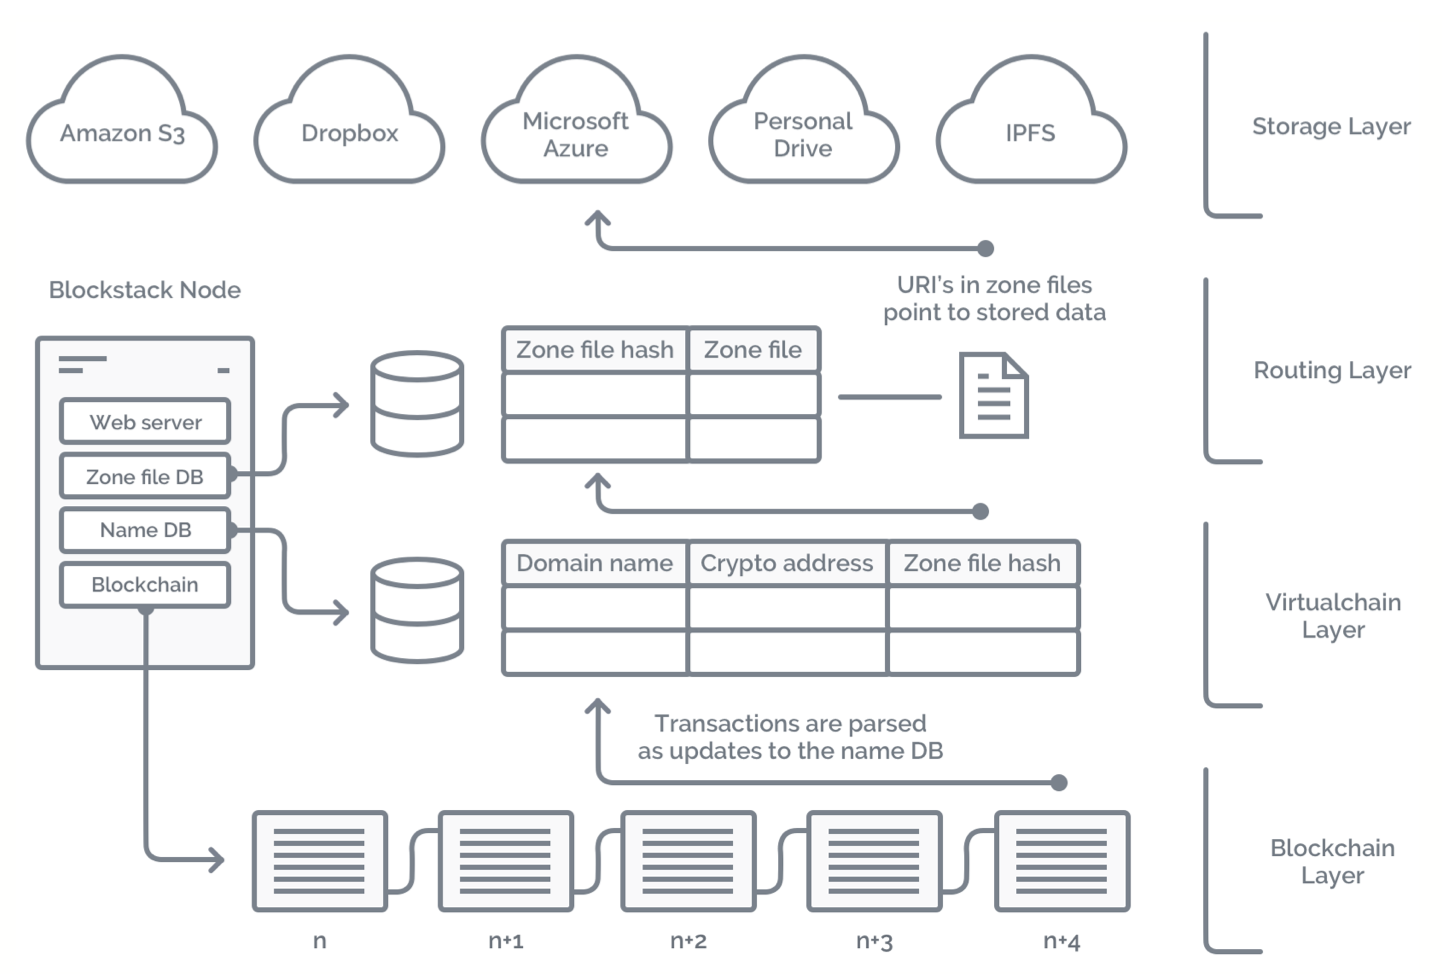 Amazon S3
Dropbox
Microsoft
Azure
Personal
Drive
IPFS
Storage Layer
Blockstack Node
URI's in zone files
point to stored data
Zone file hash
Zone file
Routing Layer
Web server
Zone file DB
Name DB
Blockchain
Domain name
Crypto address
Zone file hash
Virtualchain
Layer
Transactions are parsed
as updates to the name DB
Blockchain
Layer
n
n+1
n+2
n+3
n+4